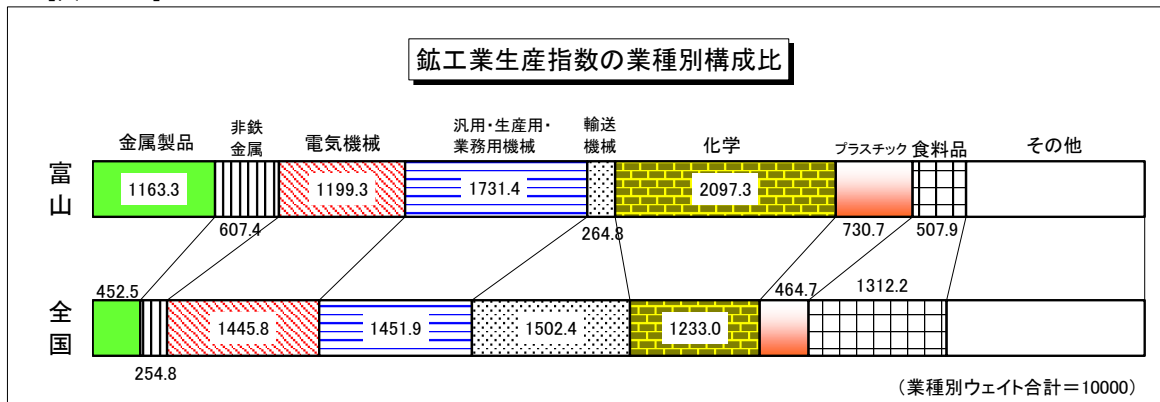 鉱工業生産指数の業種別構成比
金属製品
非鉄
金属
電気機械
汎用・生産用・
業務用機械
輸送
機械
化学
プラスチック
食料品
その他
富山
1163.3
607.4
1199.3
1731.4
264.8
2097.3
730.7
507.9
全国
452.5
254.8
1445.8
1451.9
1502.4
1233.0
464.7
1312.2
(業種別ウェイト合計=10000)